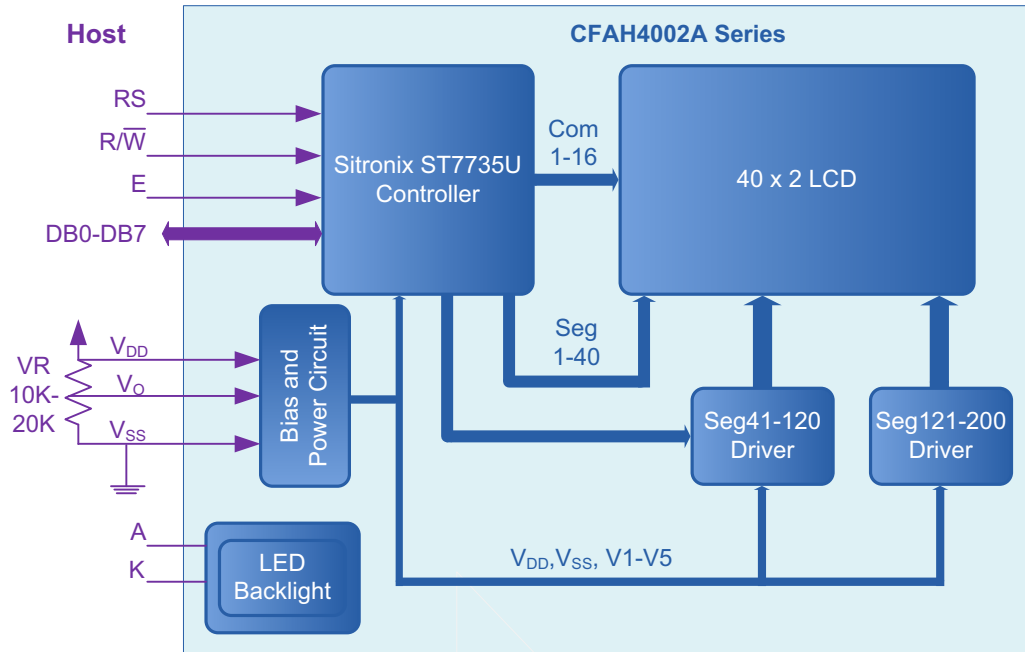 Host
CFAH4002A Series
RS
R/W̅
E
DB0-DB7
Sitronix ST7735U
Controller
Com
1-16
40 x 2 LCD
VR
10K-
20K
VDD
VO
VSS
Bias and
Power Circuit
Seg
1-40
Seg41-120
Driver
Seg121-200
Driver
A
K
LED
Backlight
VDD,VSS, V1-V5